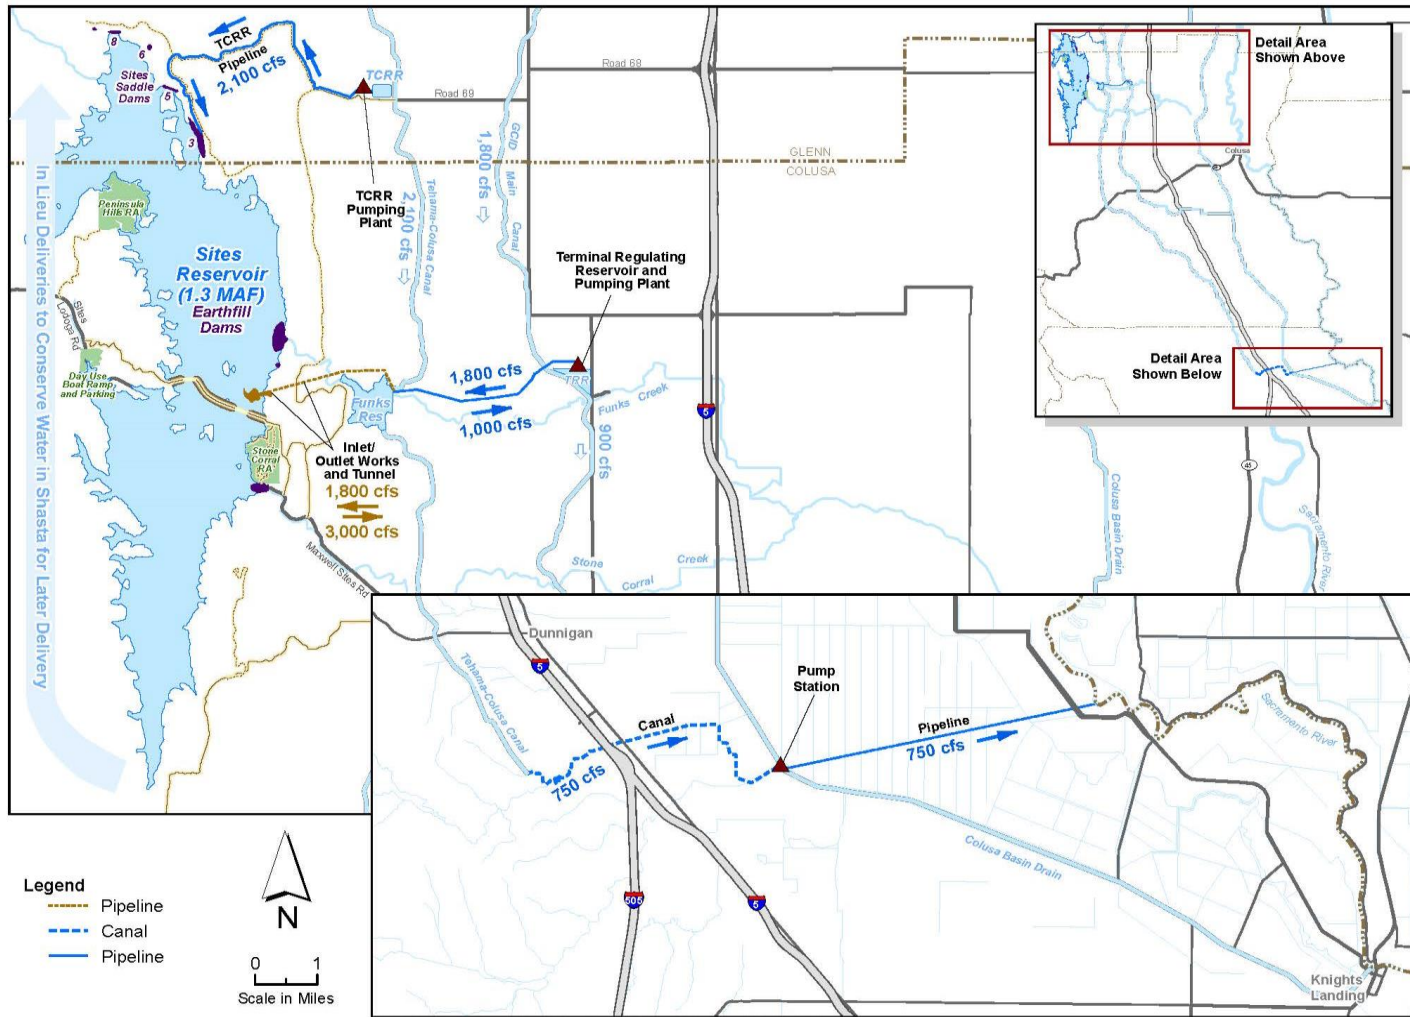 8
6
TCRR
Pipeline
2,100 cfs
TCRR
Sites
Saddle
Dams
5
3
Road 68
Road 69
GCID Main Canal
1,800 cfs
GLENN
COLUSA
TCRR
Pumping
Plant
2,100 cfs
Tehama-Colusa Canal
Peninsula
Hills RA
In Lieu Deliveries to Conserve Water in Shasta for Later Delivery
Sites
Reservoir
(1.3 MAF)
Earthfill
Dams
Terminal Regulating
Reservoir and
Pumping Plant
Sites
Lodoga Rd
Day Use
Boat Ramp
and Parking
1,800 cfs
TRR
Funks
Res
1,000 cfs
Funks Creek
900 cfs
5
Stone
Corral
RA
Inlet/
Outlet Works
and Tunnel
1,800 cfs
3,000 cfs
Maxwell Sites Rd
Stone
Corral
Creek
Detail Area
Shown Above
Colusa
Detail Area
Shown Below
45
Colusa Basin Drain
Sacramento River
Dunnigan
5
Tehama-Colusa Canal
Canal
750 cfs
Pump
Station
Pipeline
750 cfs
Sacramento River
Colusa Basin Drain
505
5
Knights
Landing
Legend
Pipeline
Canal
Pipeline
N
0 1
Scale in Miles